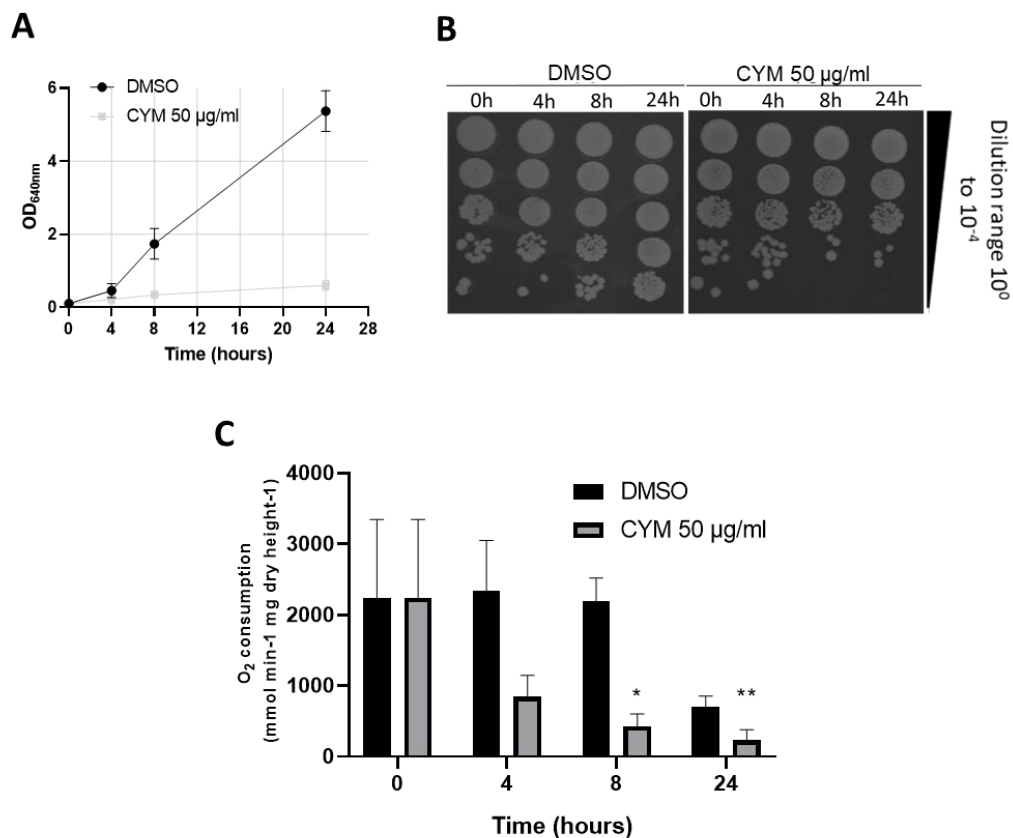 A
DMSO
CYM 50 µg/ml
6
4
2
0
OD640nm
0 4 8 12 16 20 24 28
Time (hours)
B
DMSO CYM 50 µg/ml
0h 4h 8h 24h 0h 4h 8h 24h
Dilution range 10⁰
to 10⁻⁴
C
4000
3000
2000
1000
0
O₂ consumption
(mmol min-1 mg dry height-1)
DMSO
CYM 50 µg/ml
* **
0 4 8 24
Time (hours)